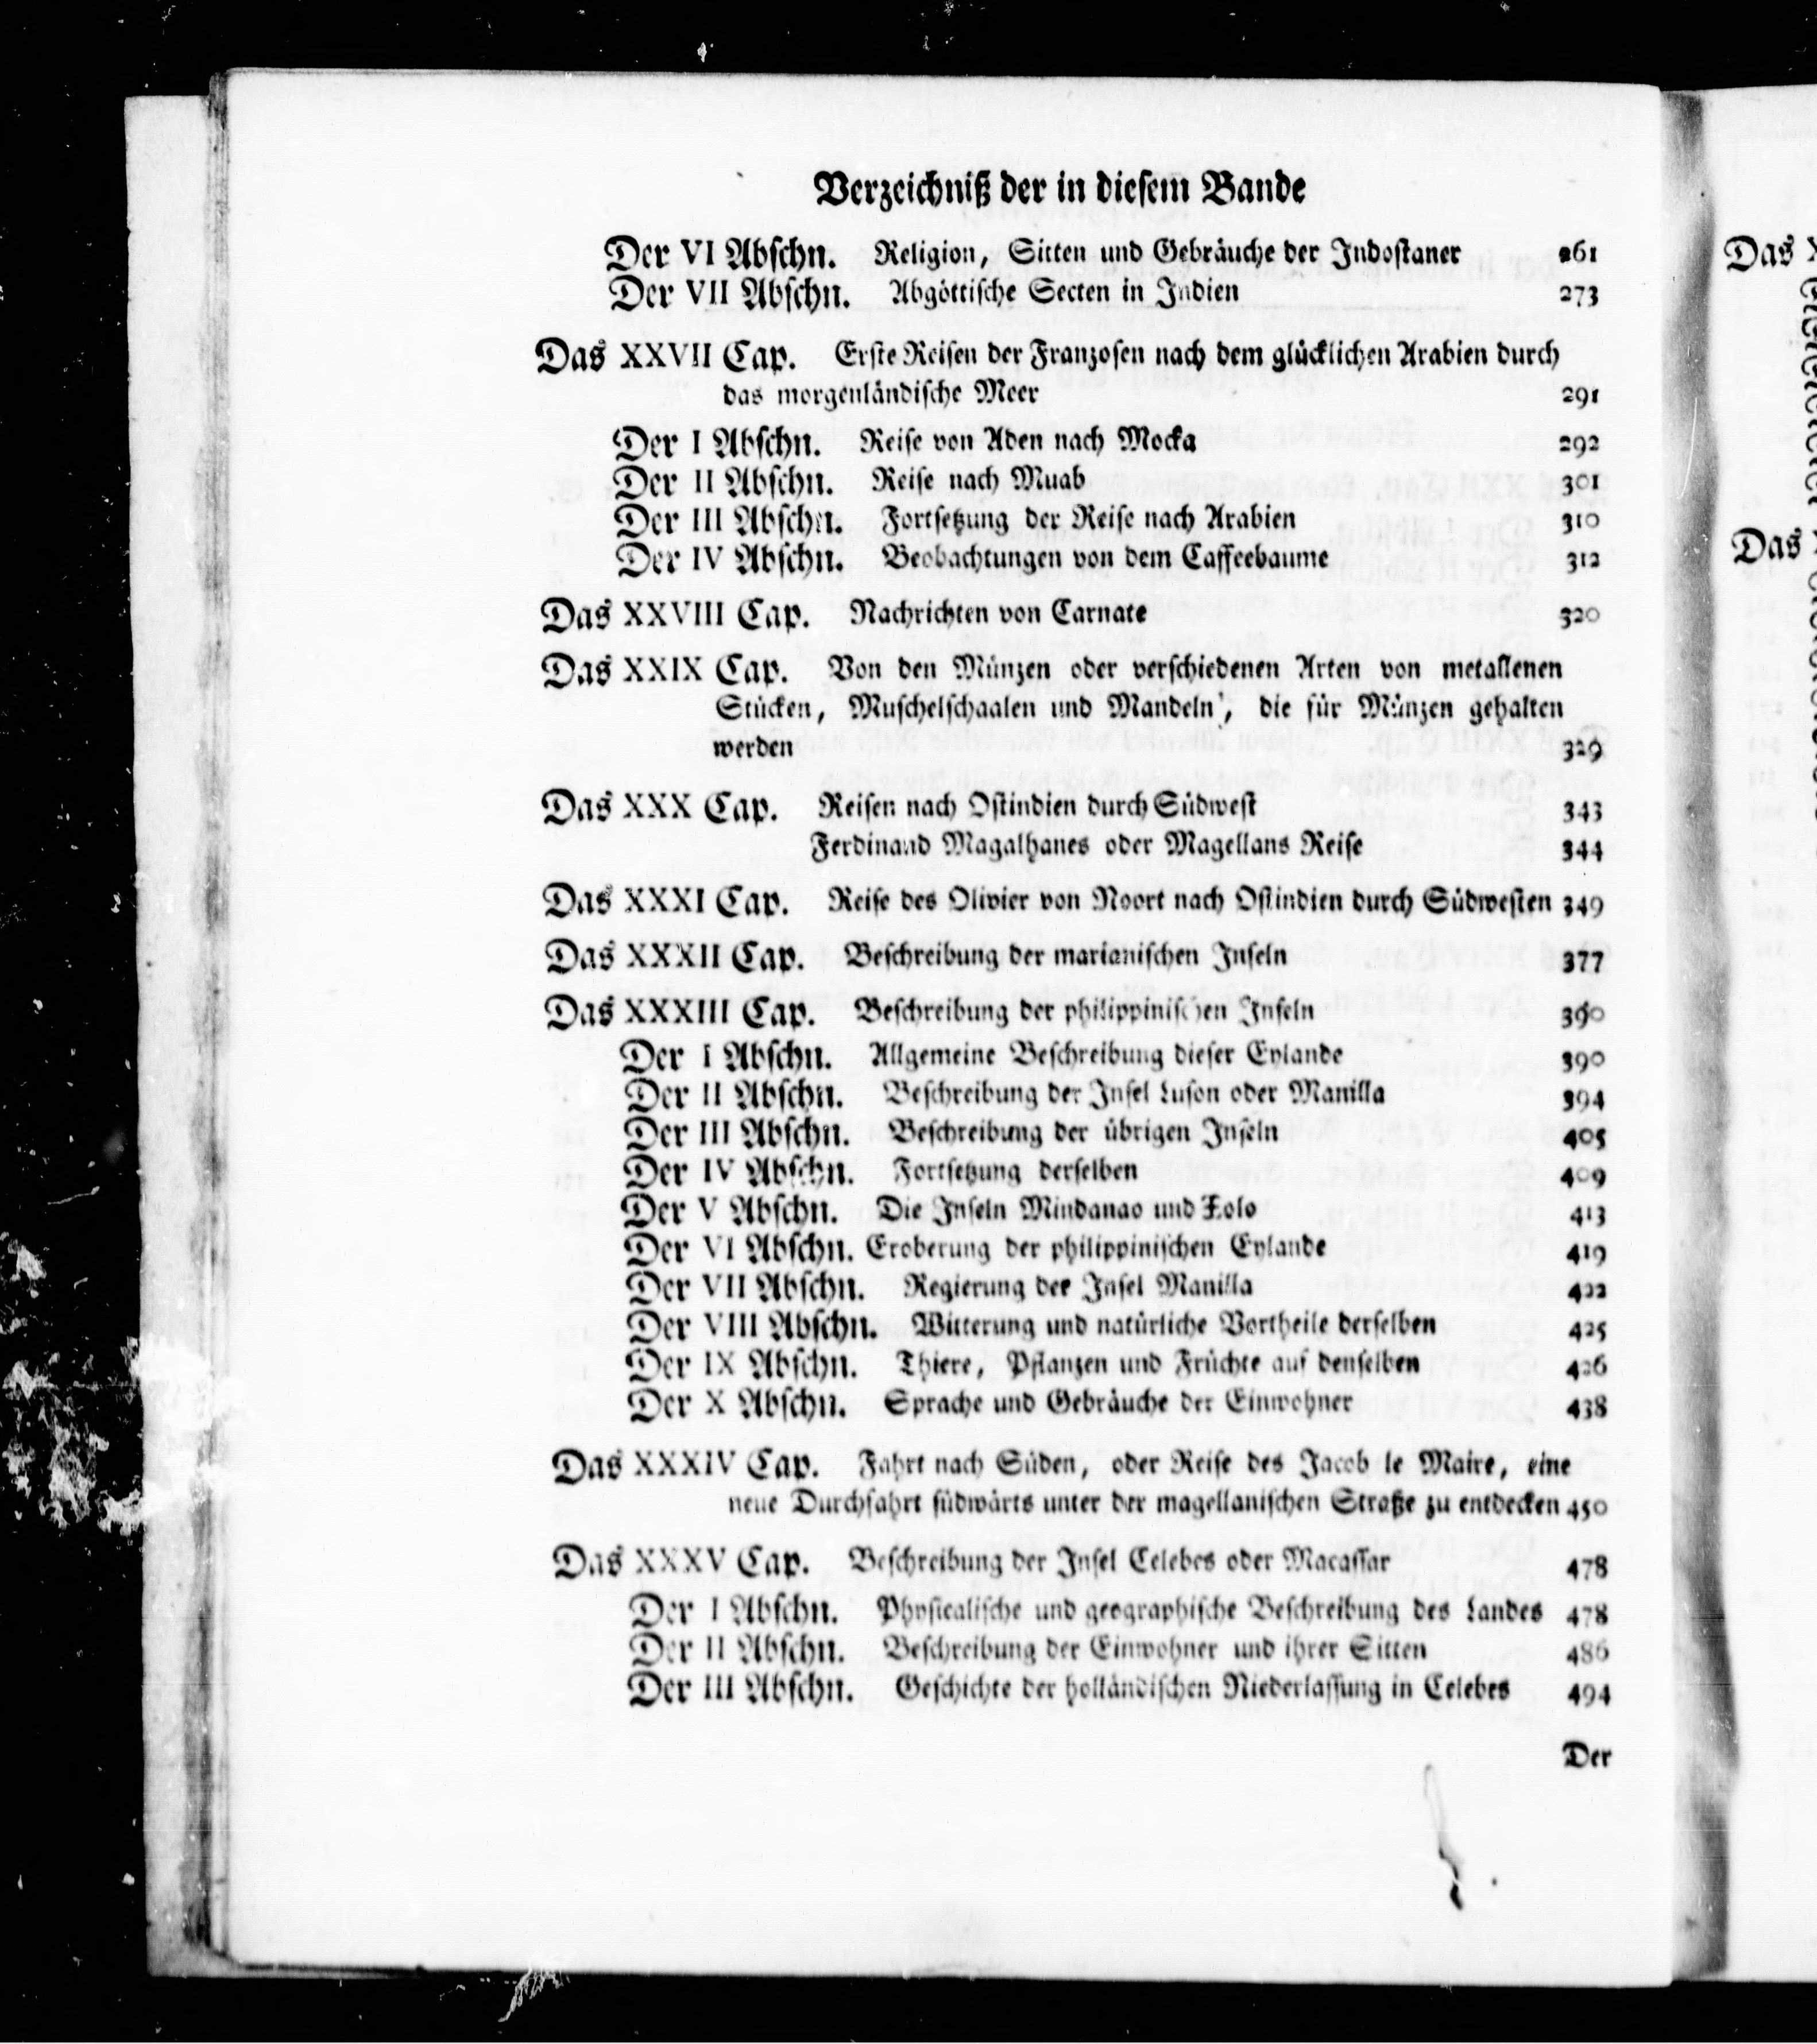 Verzeichniß der in diesem Bande
Der VI Abschn. Religion, Sitten und Gebräuche der Indostaner 261
Der VII Abschn. Abgöttische Secten in Indien 273
Das XXVII Cap. Erste Reisen der Franzosen nach dem glücklichen Arabien durch
das morgenländische Meer 291
Der I Abschn. Reise von Aden nach Mocka 292
Der II Abschn. Reise nach Muab 301
Der III Abschn. Fortsetzung der Reise nach Arabien 310
Der IV Abschn. Beobachtungen von dem Caffeebaume 312
Das XXVIII Cap. Nachrichten von Carnate 320
Das XXIX Cap. Von den Münzen oder verschiedenen Arten von metallenen
Stücken, Muschelschaalen und Mandeln, die für Münzen gehalten
werden 329
Das XXX Cap. Reisen nach Ostindien durch Südwest 343
Ferdinand Magalhanes oder Magellans Reise 344
Das XXXI Cap. Reise des Olivier von Noort nach Ostindien durch Südwesten 349
Das XXXII Cap. Beschreibung der marianischen Inseln 377
Das XXXIII Cap. Beschreibung der philippinischen Inseln 390
Der I Abschn. Allgemeine Beschreibung dieser Eylande 390
Der II Abschn. Beschreibung der Insel Luson oder Manilla 394
Der III Abschn. Beschreibung der übrigen Inseln 405
Der IV Abschn. Fortsetzung derselben 409
Der V Abschn. Die Inseln Mindanao und Xolo 413
Der VI Abschn. Eroberung der philippinischen Eylande 419
Der VII Abschn. Regierung der Insel Manilla 422
Der VIII Abschn. Witterung und natürliche Vortheile derselben 425
Der IX Abschn. Thiere, Pflanzen und Früchte auf denselben 426
Der X Abschn. Sprache und Gebräuche der Einwohner 438
Das XXXIV Cap. Fahrt nach Süden, oder Reise des Jacob le Maire, eine
neue Durchfahrt südwärts unter der magellanischen Straße zu entdecken 450
Das XXXV Cap. Beschreibung der Insel Celebes oder Macassar 478
Der I Abschn. Physicalische und geographische Beschreibung des Landes 478
Der II Abschn. Beschreibung der Einwohner und ihrer Sitten 486
Der III Abschn. Geschichte der holländischen Niederlassung in Celebes 494
Der
Das
Das